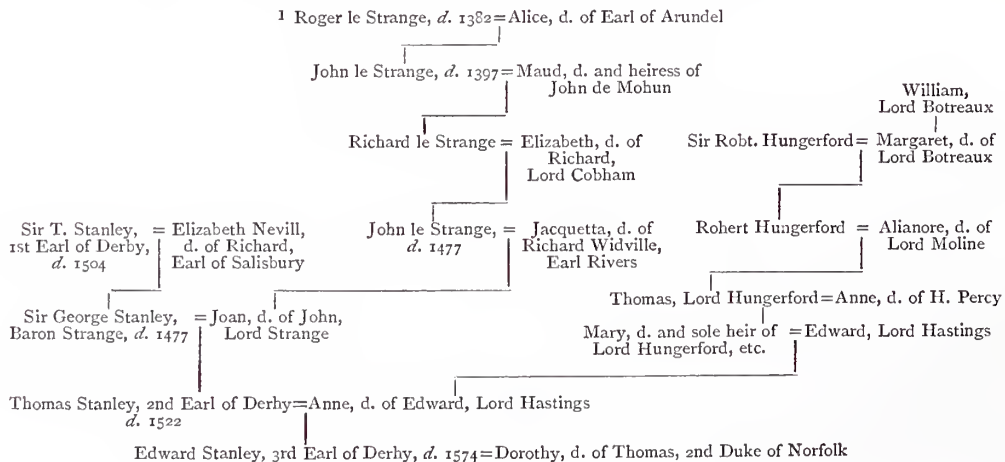 1 Roger le Strange, d. 1382=Alice, d. of Earl of Arundel
John le Strange, d. 1397= Maud, d. and heiress of
John de Mohun
William,
Lord Botreaux
Richard le Strange = Elizabeth, d. of
Richard,
Lord Cobham
Sir Robt. Hungerford= Margaret, d. of
Lord Botreaux
Sir T. Stanley,
1st Earl of Derby,
d. 1504
= Elizabeth Nevill,
d. of Richard,
Earl of Salisbury
John le Strange,
d. 1477
= Jacquetta, d. of
Richard Widville,
Earl Rivers
Rohert Hungerford = Alianore, d. of
Lord Moline
Thomas, Lord Hungerford=Anne, d. of H. Percy
Sir George Stanley,
Baron Strange, d. 1477
=Joan, d. of John,
Lord Strange
Mary, d. and sole heir of
Lord Hungerford, etc.
=Edward, Lord Hastings
Thomas Stanley, 2nd Earl of Derhy=Anne, d. of Edward, Lord Hastings
d. 1522
Edward Stanley, 3rd Earl of Derhy, d. 1574=Dorothy, d. of Thomas, 2nd Duke of Norfolk